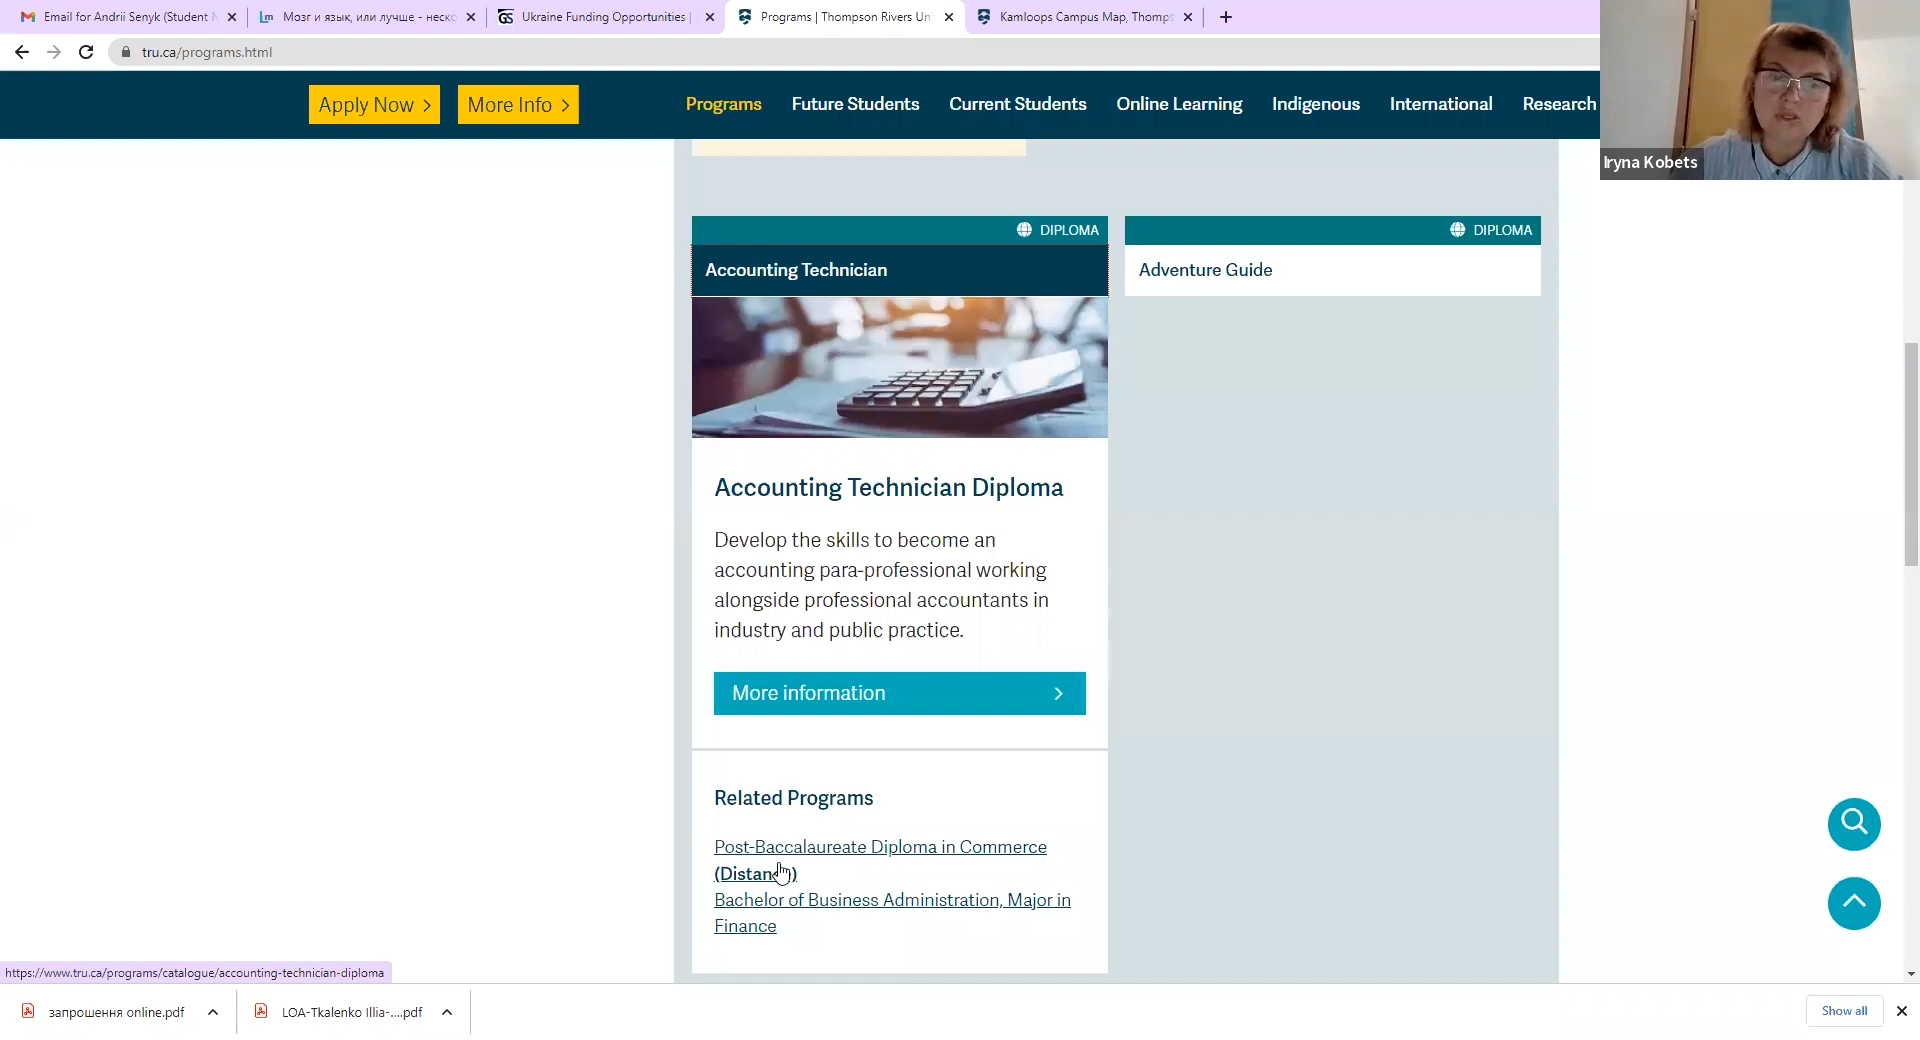 Email for Andrii Senyk (Student N
Мозг и язык, или лучше - неско
Ukraine Funding Opportunities |
Programs | Thompson Rivers Un
Kamloops Campus Map, Thomps
tru.ca/programs.html
Apply Now
More Info
Programs
Future Students
Current Students
Online Learning
Indigenous
International
Research
Iryna Kobets
DIPLOMA
DIPLOMA
Accounting Technician
Adventure Guide
Accounting Technician Diploma
Develop the skills to become an
accounting para-professional working
alongside professional accountants in
industry and public practice.
More information
Related Programs
Post-Baccalaureate Diploma in Commerce
Bachelor of Business Administration, Major in
Finance
https://www.tru.ca/programs/catalogue/accounting-technician-diploma
запрошення online.pdf
LOA-Tkalenko Illia-....pdf
Show all